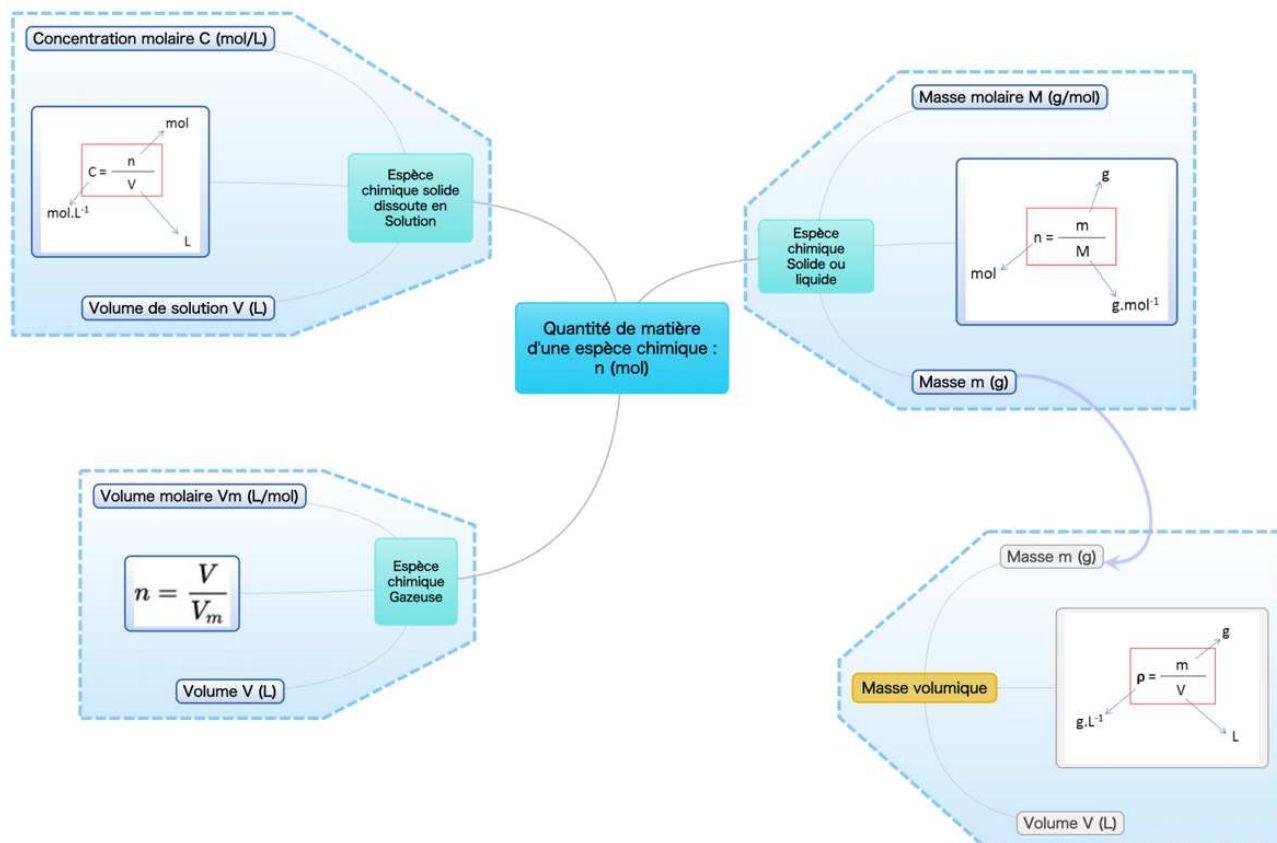 Concentration molaire C (mol/L)
mol
C = n / V
mol.L⁻¹
L
Volume de solution V (L)
Espèce
chimique solide
dissoute en
Solution
Masse molaire M (g/mol)
g
n = m / M
mol
g.mol⁻¹
Masse m (g)
Espèce
chimique
Solide ou
liquide
Quantité de matière
d'une espèce chimique :
n (mol)
Volume molaire Vm (L/mol)
n = V / Vₘ
Volume V (L)
Espèce
chimique
Gazeuse
Masse m (g)
Masse volumique
g
ρ = m / V
g.L⁻¹
L
Volume V (L)